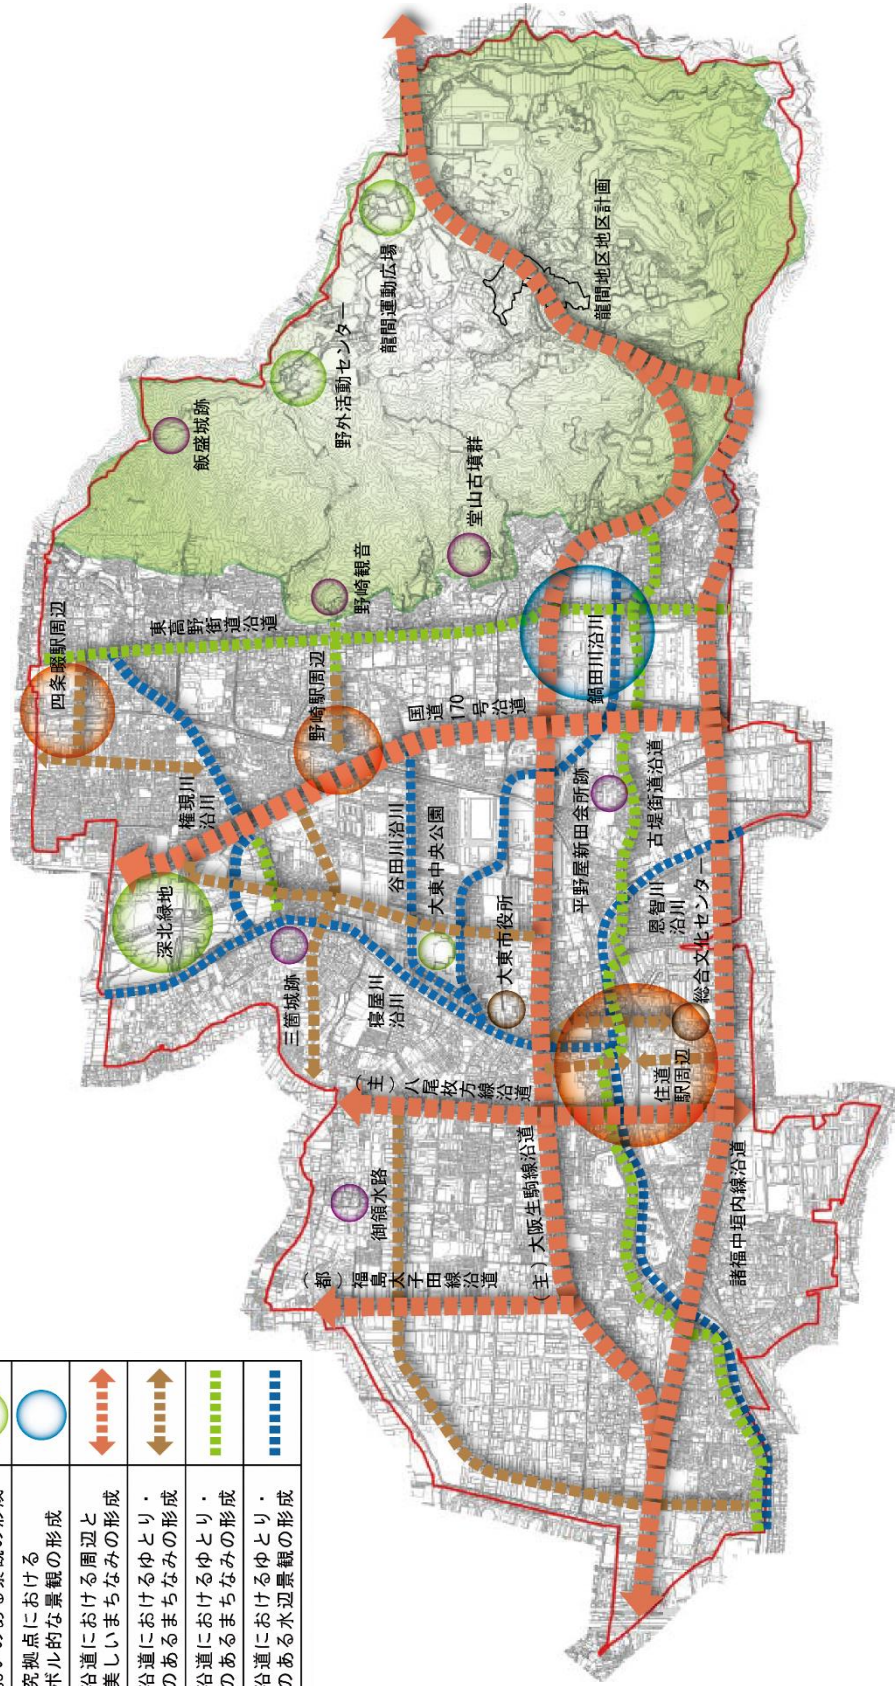 龍間運動広場
野外活動センター
飯盛城跡
龍間地区地区計画
堂山古墳群
野崎観音
東高野街道沿道
四条畷駅周辺
野崎駅周辺
国道170号沿道
鍋田川沿川
権現川
沿川
谷田川沿川
大東中央公園
深北緑地
三箇城跡
寝屋川
沿川
大東市役所
平野屋新田会所跡
古堤街道沿道
恩智川
沿川
総合文化センター
住道
駅周辺
(主)八尾枚方線沿道
御領水路
(主)大阪生駒線沿道
(都)福島太子田線沿道
諸福中垣内線沿道
いのある景観の形成
究拠点における
ボル的な景観の形成
沿道における周辺と
美しいまちなみの形成
沿道におけるゆとり・
のあるまちなみの形成
沿道におけるゆとり・
のあるまちなみの形成
沿道におけるゆとり・
のある水辺景観の形成